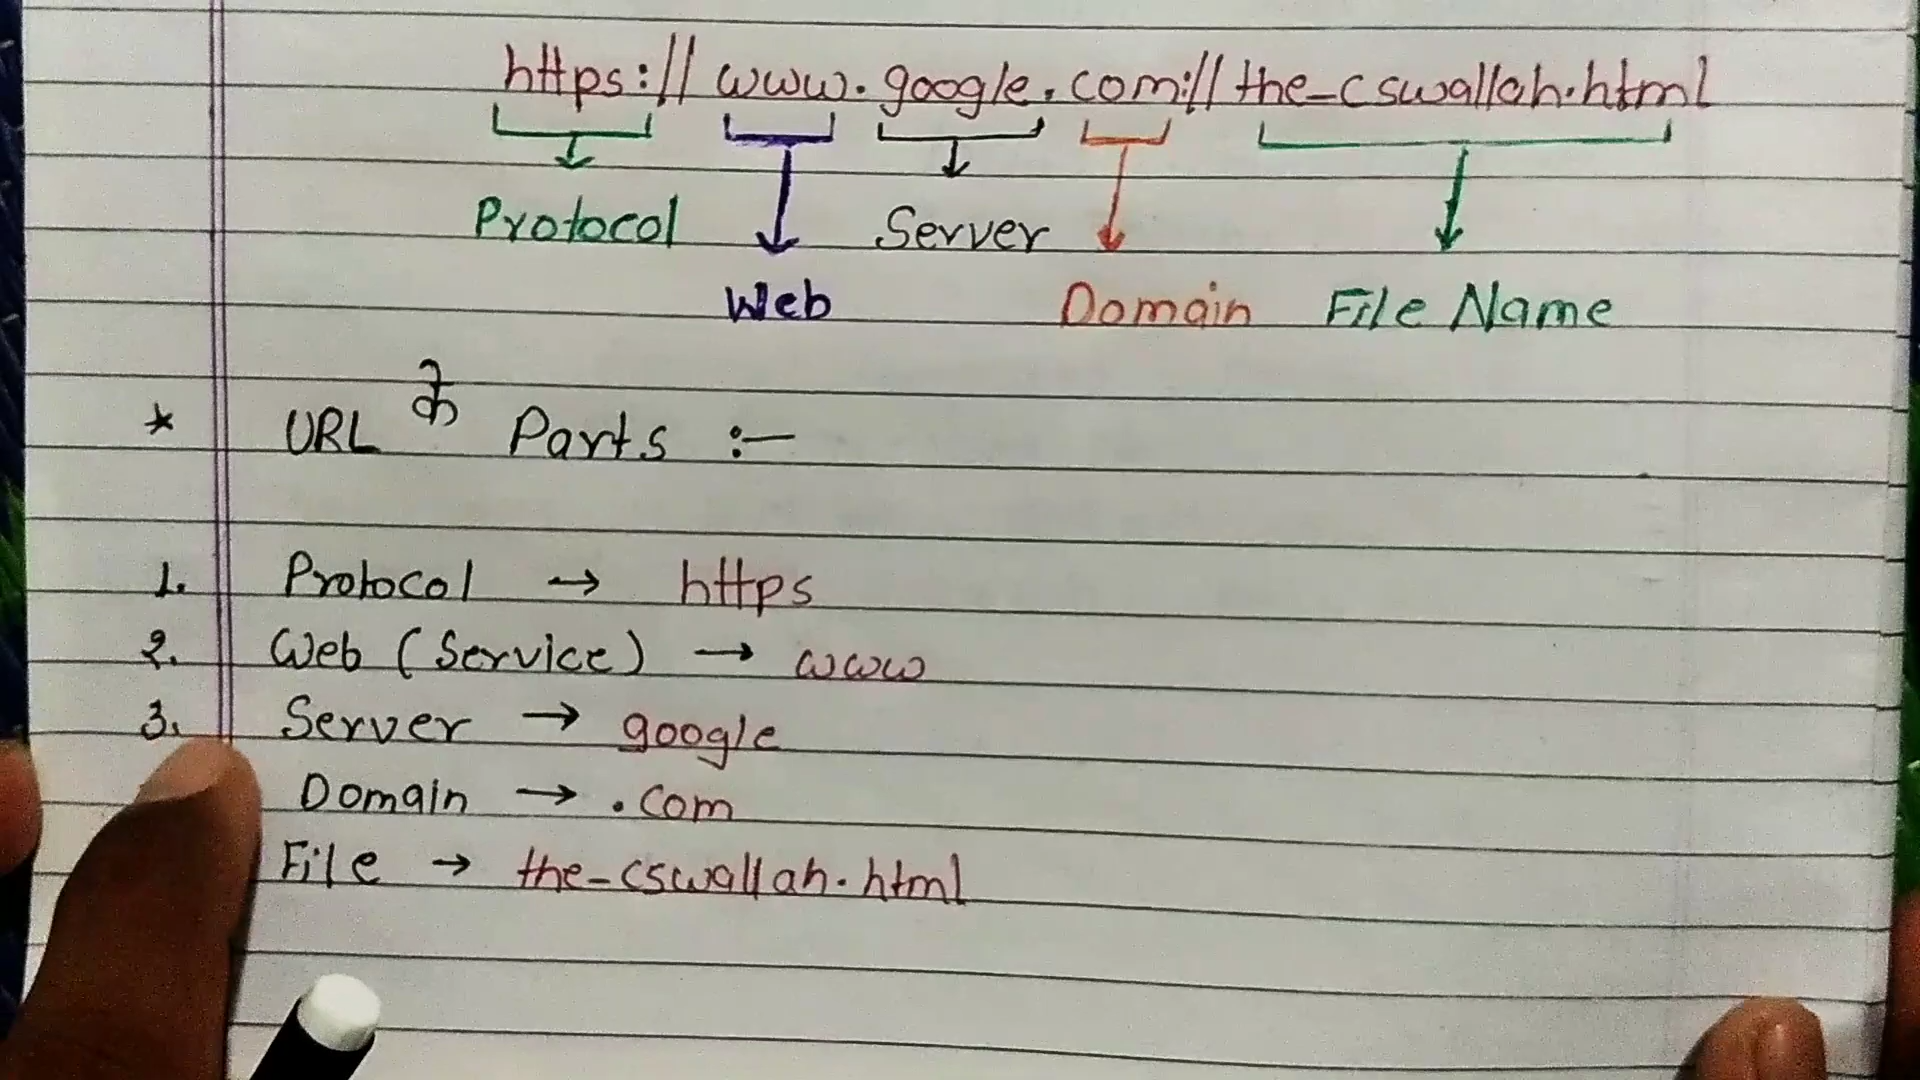 https:// www.google.com:// the-cswallah.html
Protocol Server
Web Domain File Name
* URL के Parts :-
1. Protocol → https
2. Web (Service) → www
3. Server → google
Domain → .com
File → the-cswallah.html